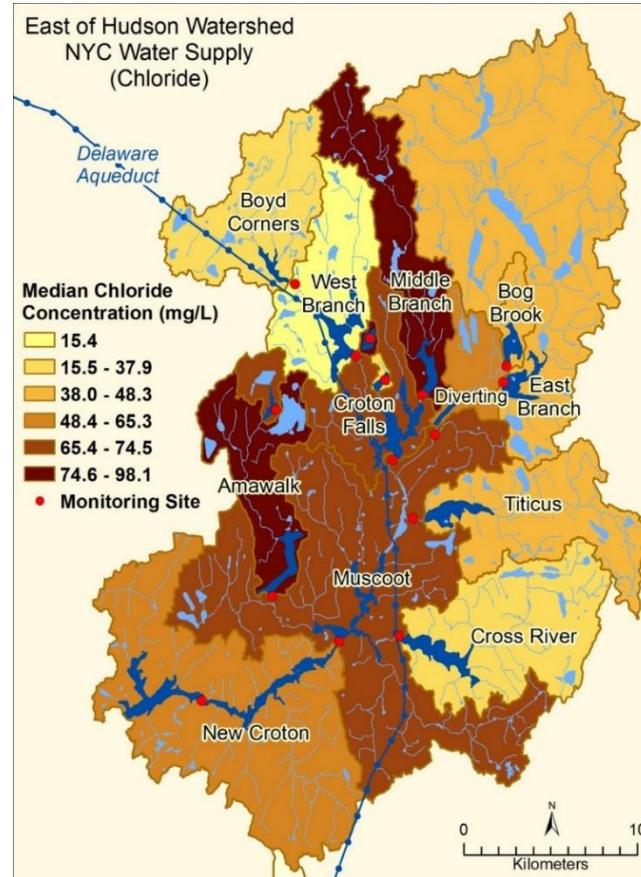 East of Hudson Watershed
NYC Water Supply
(Chloride)
Delaware
Aqueduct
Boyd
Corners
West
Branch
Middle
Branch
Bog
Brook
Median Chloride
Concentration (mg/L)
15.4
15.5 - 37.9
38.0 - 48.3
48.4 - 65.3
65.4 - 74.5
74.6 - 98.1
Monitoring Site
Croton
Falls
Diverting
East
Branch
Amawalk
Titicus
Muscoot
Cross River
New Croton
N
0
10
Kilometers